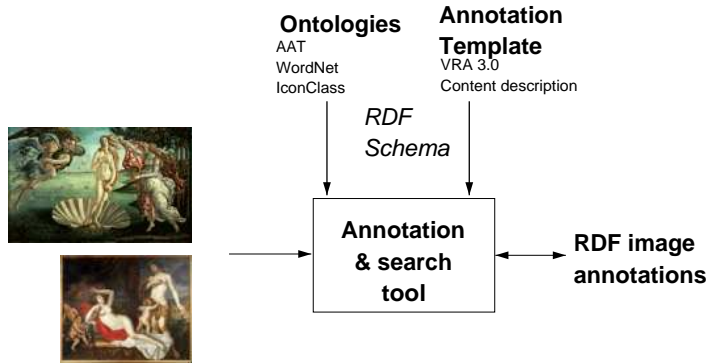 Ontologies
AAT
WordNet
IconClass
Annotation
Template
VRA 3.0
Content description
RDF
Schema
Annotation
& search
tool
RDF image
annotations